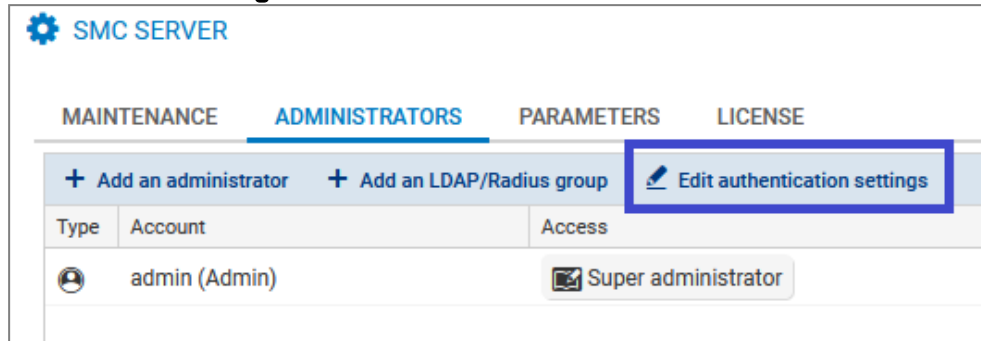 SMC SERVER
MAINTENANCE ADMINISTRATORS PARAMETERS LICENSE
+ Add an administrator + Add an LDAP/Radius group Edit authentication settings
Type Account Access
admin (Admin) Super administrator